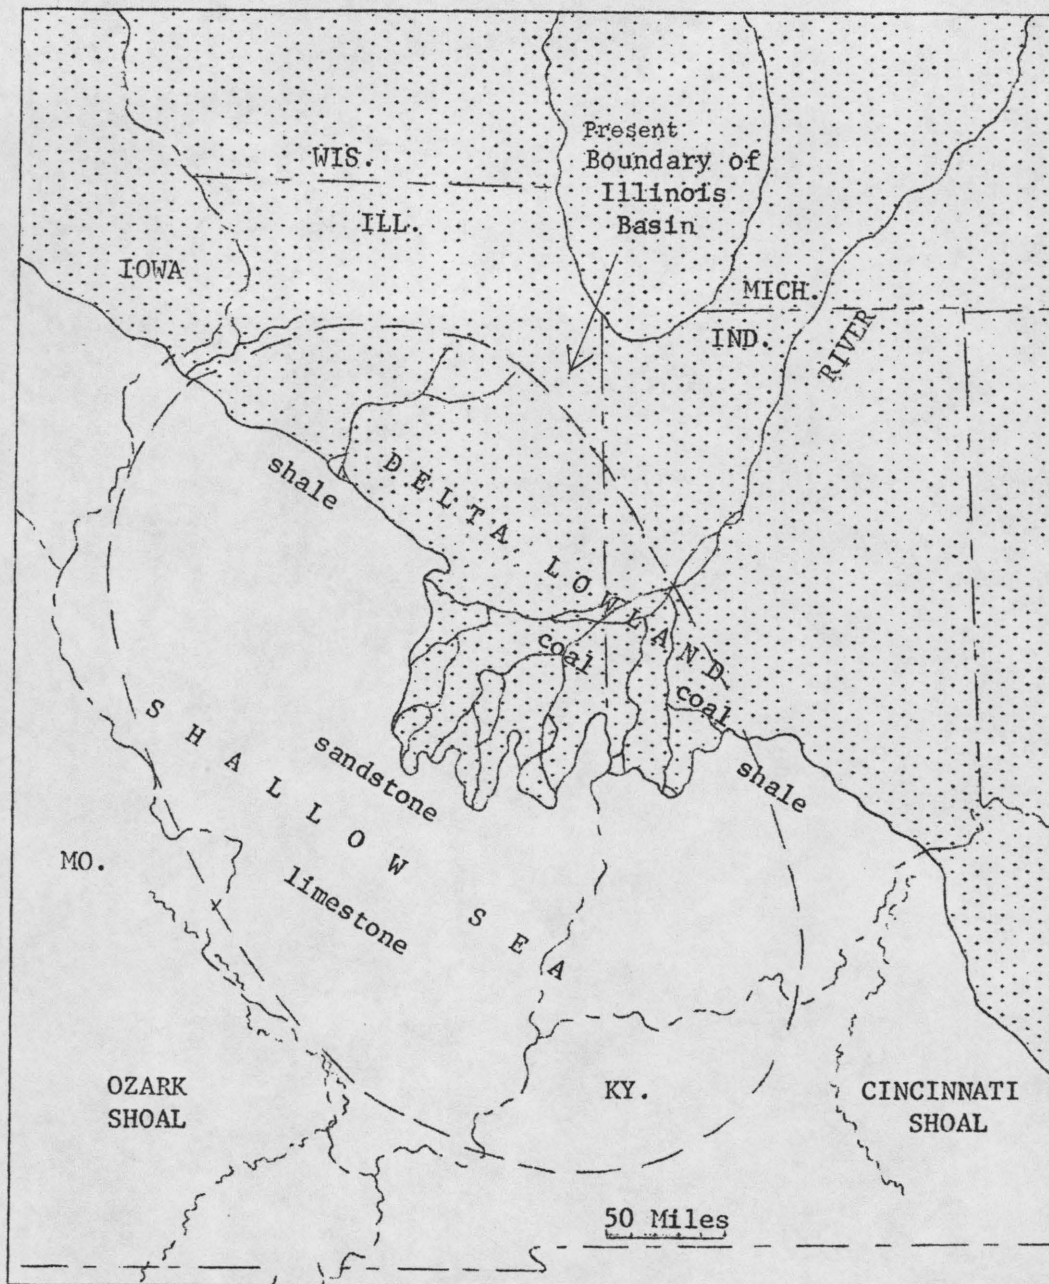 Present
Boundary of
Illinois
Basin
WIS.
ILL.
IOWA
MICH.
IND.
RIVER
shale
DELTA LOWLAND
coal
coal
shale
SHALLOW SEA
sandstone
limestone
MO.
OZARK
SHOAL
KY.
CINCINNATI
SHOAL
50 Miles